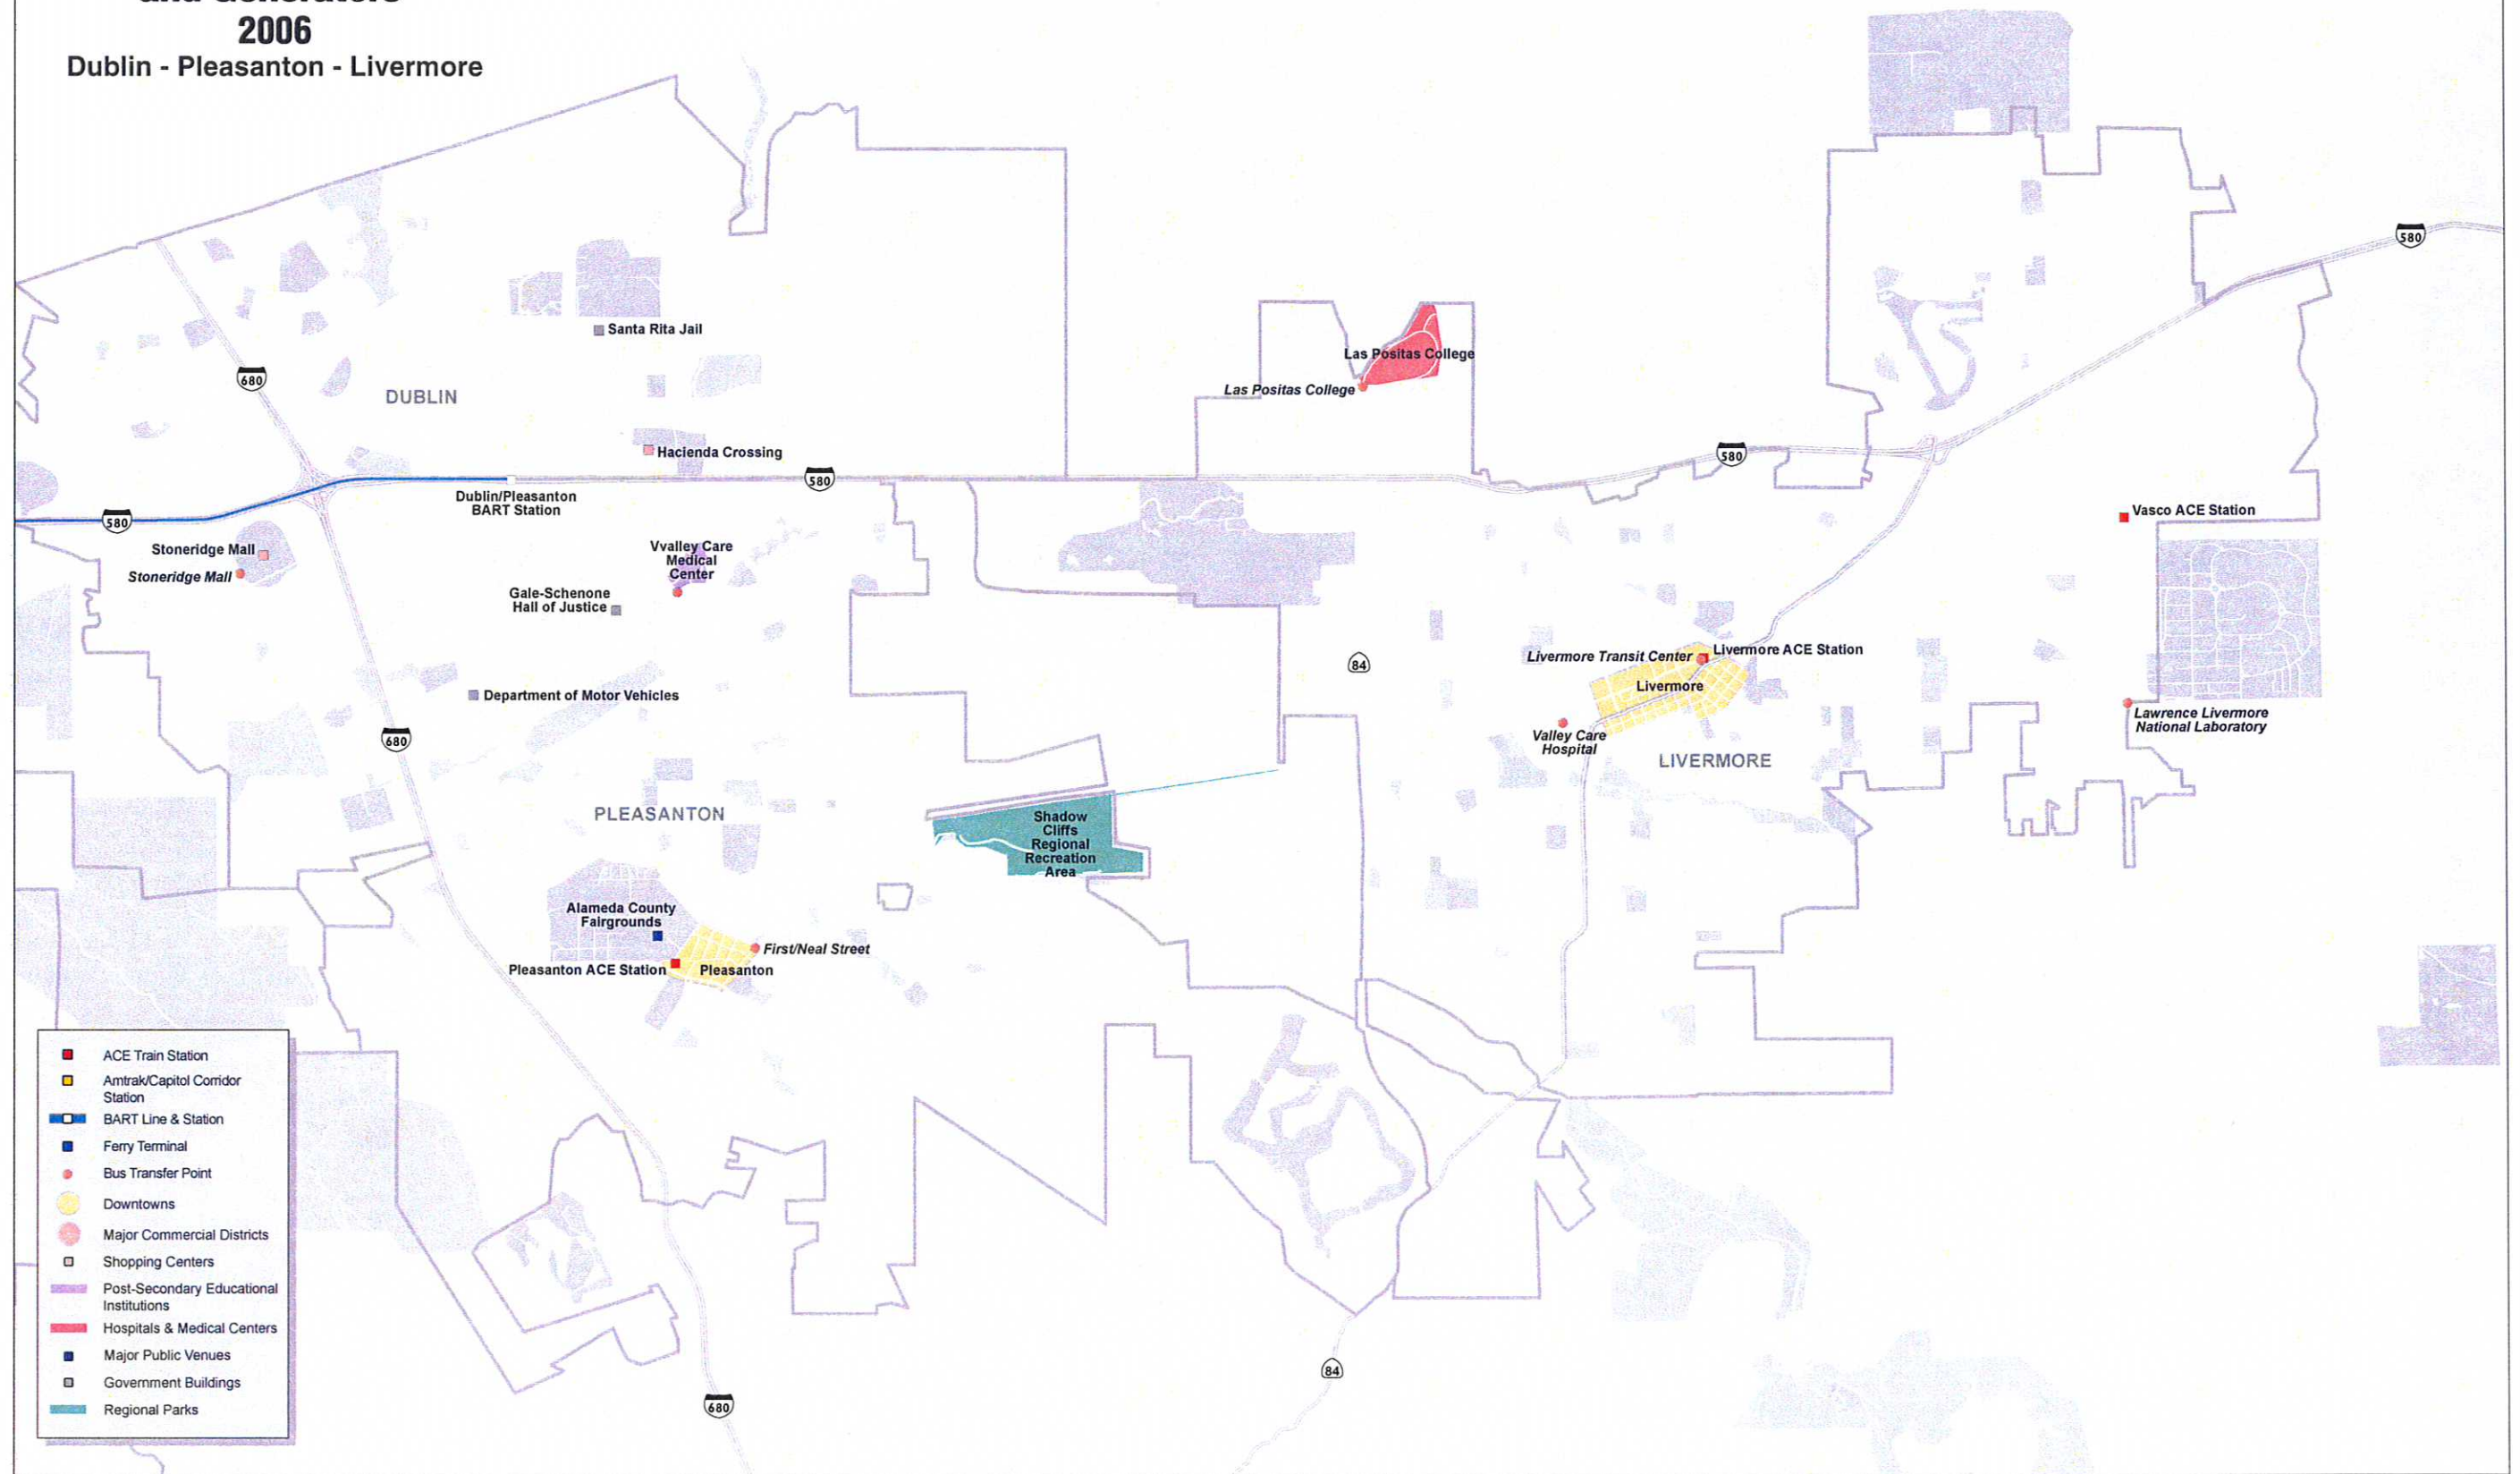 2006
Dublin - Pleasanton - Livermore
580
Santa Rita Jail
Las Positas College
680
Las Positas College
DUBLIN
Hacienda Crossing
580
580
Dublin/Pleasanton
BART Station
580
Vasco ACE Station
Stoneridge Mall
Stoneridge Mall
Vvalley Care
Medical
Center
Gale-Schenone
Hall of Justice
84
Livermore Transit Center
Livermore ACE Station
Livermore
Department of Motor Vehicles
Lawrence Livermore
National Laboratory
680
Valley Care
Hospital
LIVERMORE
PLEASANTON
Shadow
Cliffs
Regional
Recreation
Area
Alameda County
Fairgrounds
First/Neal Street
Pleasanton ACE Station
Pleasanton
ACE Train Station
Amtrak/Capitol Corridor
Station
BART Line & Station
Ferry Terminal
Bus Transfer Point
Downtowns
Major Commercial Districts
Shopping Centers
Post-Secondary Educational
Institutions
Hospitals & Medical Centers
Major Public Venues
Government Buildings
Regional Parks
84
680